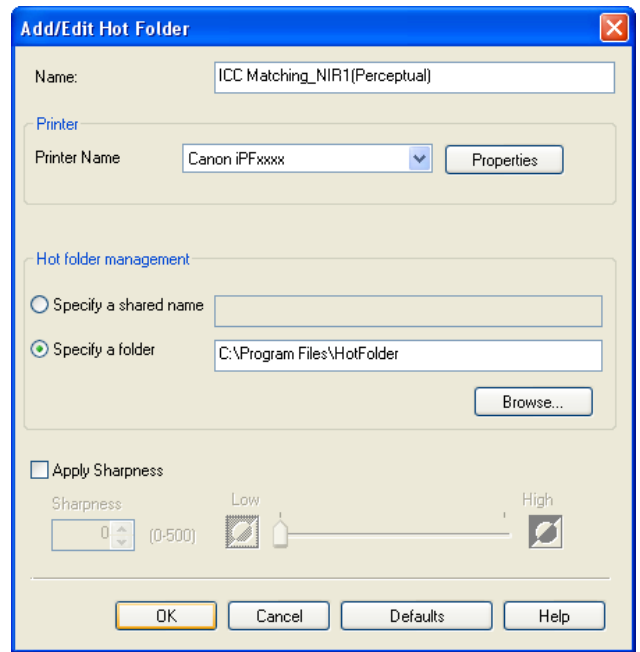 Add/Edit Hot Folder
Name: ICC Matching_NIR1(Perceptual)
Printer
Printer Name Canon iPFxxxx Properties
Hot folder management
Specify a shared name
Specify a folder C:\Program Files\HotFolder
Browse...
Apply Sharpness
Sharpness Low High
0 (0-500)
OK Cancel Defaults Help